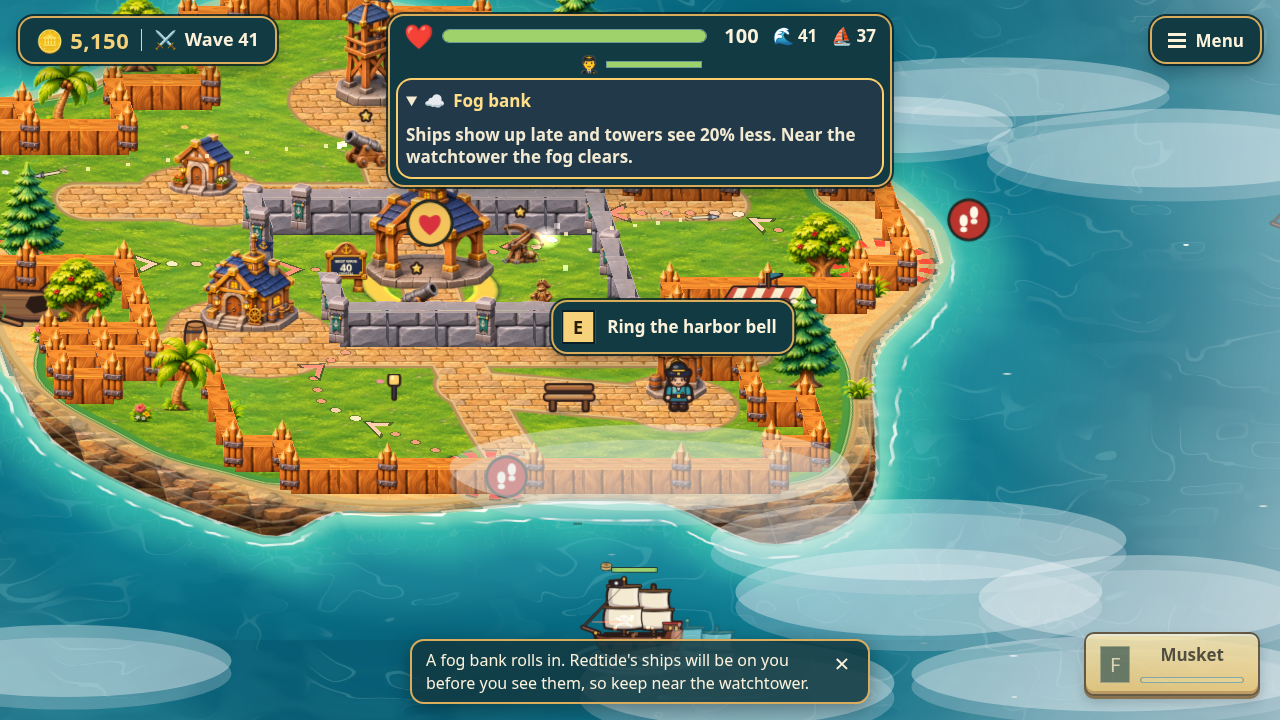 5,150
Wave 41
100
41
37
Menu
Fog bank
Ships show up late and towers see 20% less. Near the
watchtower the fog clears.
40
E
Ring the harbor bell
A fog bank rolls in. Redtide's ships will be on you
before you see them, so keep near the watchtower.
✕
F
Musket